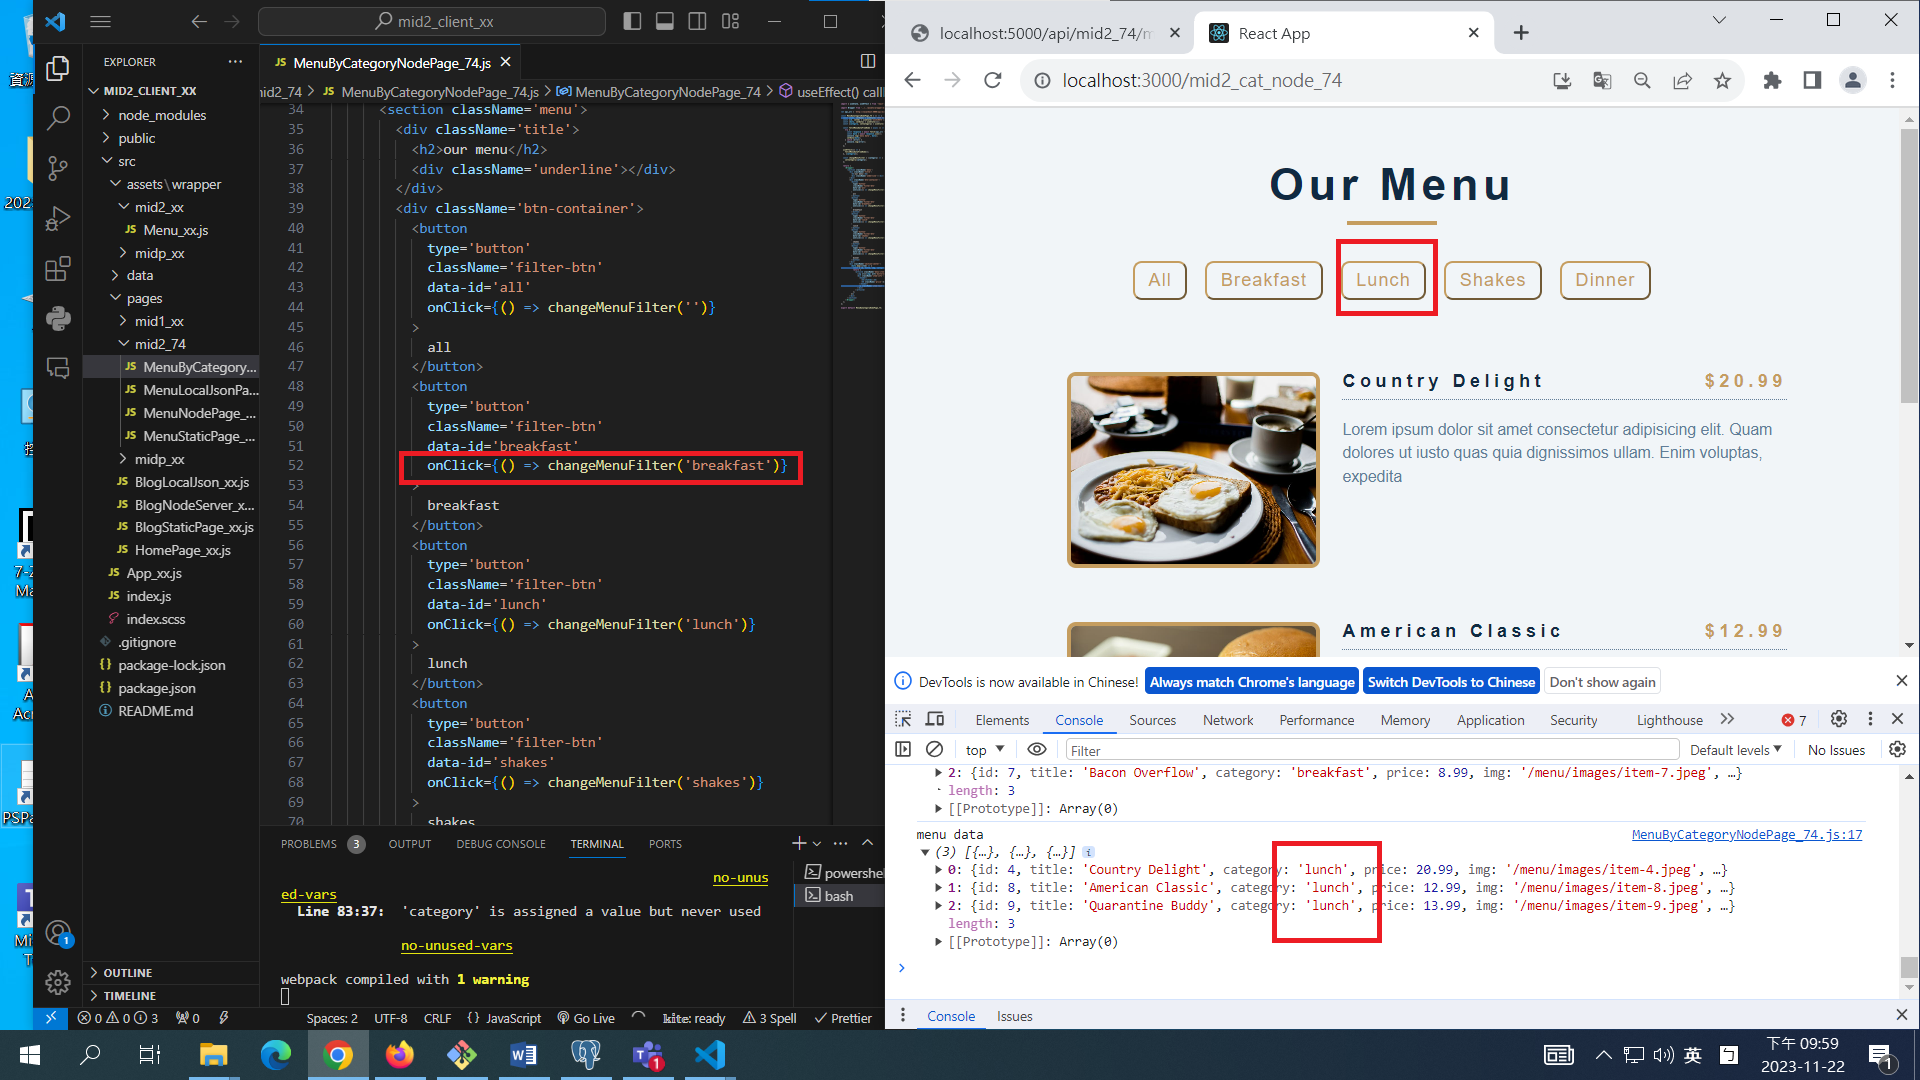 mid2_client_xx
EXPLORER
MID2_CLIENT_XX
node_modules
public
src
assets\wrapper
mid2_xx
Menu_xx.js
midp_xx
data
pages
mid1_xx
mid2_74
MenuByCategory...
MenuLocalJsonPa...
MenuNodePage_...
MenuStaticPage_...
midp_xx
BlogLocalJson_xx.js
BlogNodeServer_x...
BlogStaticPage_xx.js
HomePage_xx.js
App_xx.js
index.js
index.scss
.gitignore
package-lock.json
package.json
README.md
OUTLINE
TIMELINE
MenuByCategoryNodePage_74.js
mid2_74 > JS MenuByCategoryNodePage_74.js > MenuByCategoryNodePage_74 > useEffect() call
34 <section className='menu'>
35 <div className='title'>
36 <h2>our menu</h2>
37 <div className='underline'></div>
38 </div>
39 <div className='btn-container'>
40 <button
41 type='button'
42 className='filter-btn'
43 data-id='all'
44 onClick={() => changeMenuFilter('')}
45 >
46 all
47 </button>
48 <button
49 type='button'
50 className='filter-btn'
51 data-id='breakfast'
52 onClick={() => changeMenuFilter('breakfast')}
53 >
54 breakfast
55 </button>
56 <button
57 type='button'
58 className='filter-btn'
59 data-id='lunch'
60 onClick={() => changeMenuFilter('lunch')}
61 >
62 lunch
63 </button>
64 <button
65 type='button'
66 className='filter-btn'
67 data-id='shakes'
68 onClick={() => changeMenuFilter('shakes')}
69 >
70 shakes
PROBLEMS 3 OUTPUT DEBUG CONSOLE TERMINAL PORTS
no-unus
ed-vars
Line 83:37: 'category' is assigned a value but never used
no-unused-vars
webpack compiled with 1 warning
powershel
bash
0 0 3 0 Spaces: 2 UTF-8 CRLF {} JavaScript Go Live kite: ready 3 Spell Prettier
localhost:5000/api/mid2_74/m
React App
localhost:3000/mid2_cat_node_74
Our Menu
All Breakfast Lunch Shakes Dinner
Country Delight $20.99
Lorem ipsum dolor sit amet consectetur adipisicing elit. Quam
dolores ut iusto quas quia dignissimos ullam. Enim voluptas,
expedita
American Classic $12.99
DevTools is now available in Chinese! Always match Chrome's language Switch DevTools to Chinese Don't show again
Elements Console Sources Network Performance Memory Application Security Lighthouse 7
top Filter Default levels No Issues
2: {id: 7, title: 'Bacon Overflow', category: 'breakfast', price: 8.99, img: '/menu/images/item-7.jpeg', …}
length: 3
[[Prototype]]: Array(0)
menu data MenuByCategoryNodePage_74.js:17
(3) [{…}, {…}, {…}] i
0: {id: 4, title: 'Country Delight', category: 'lunch', price: 20.99, img: '/menu/images/item-4.jpeg', …}
1: {id: 8, title: 'American Classic', category: 'lunch', price: 12.99, img: '/menu/images/item-8.jpeg', …}
2: {id: 9, title: 'Quarantine Buddy', category: 'lunch', price: 13.99, img: '/menu/images/item-9.jpeg', …}
length: 3
[[Prototype]]: Array(0)
Console Issues
英
下午 09:59
2023-11-22
1